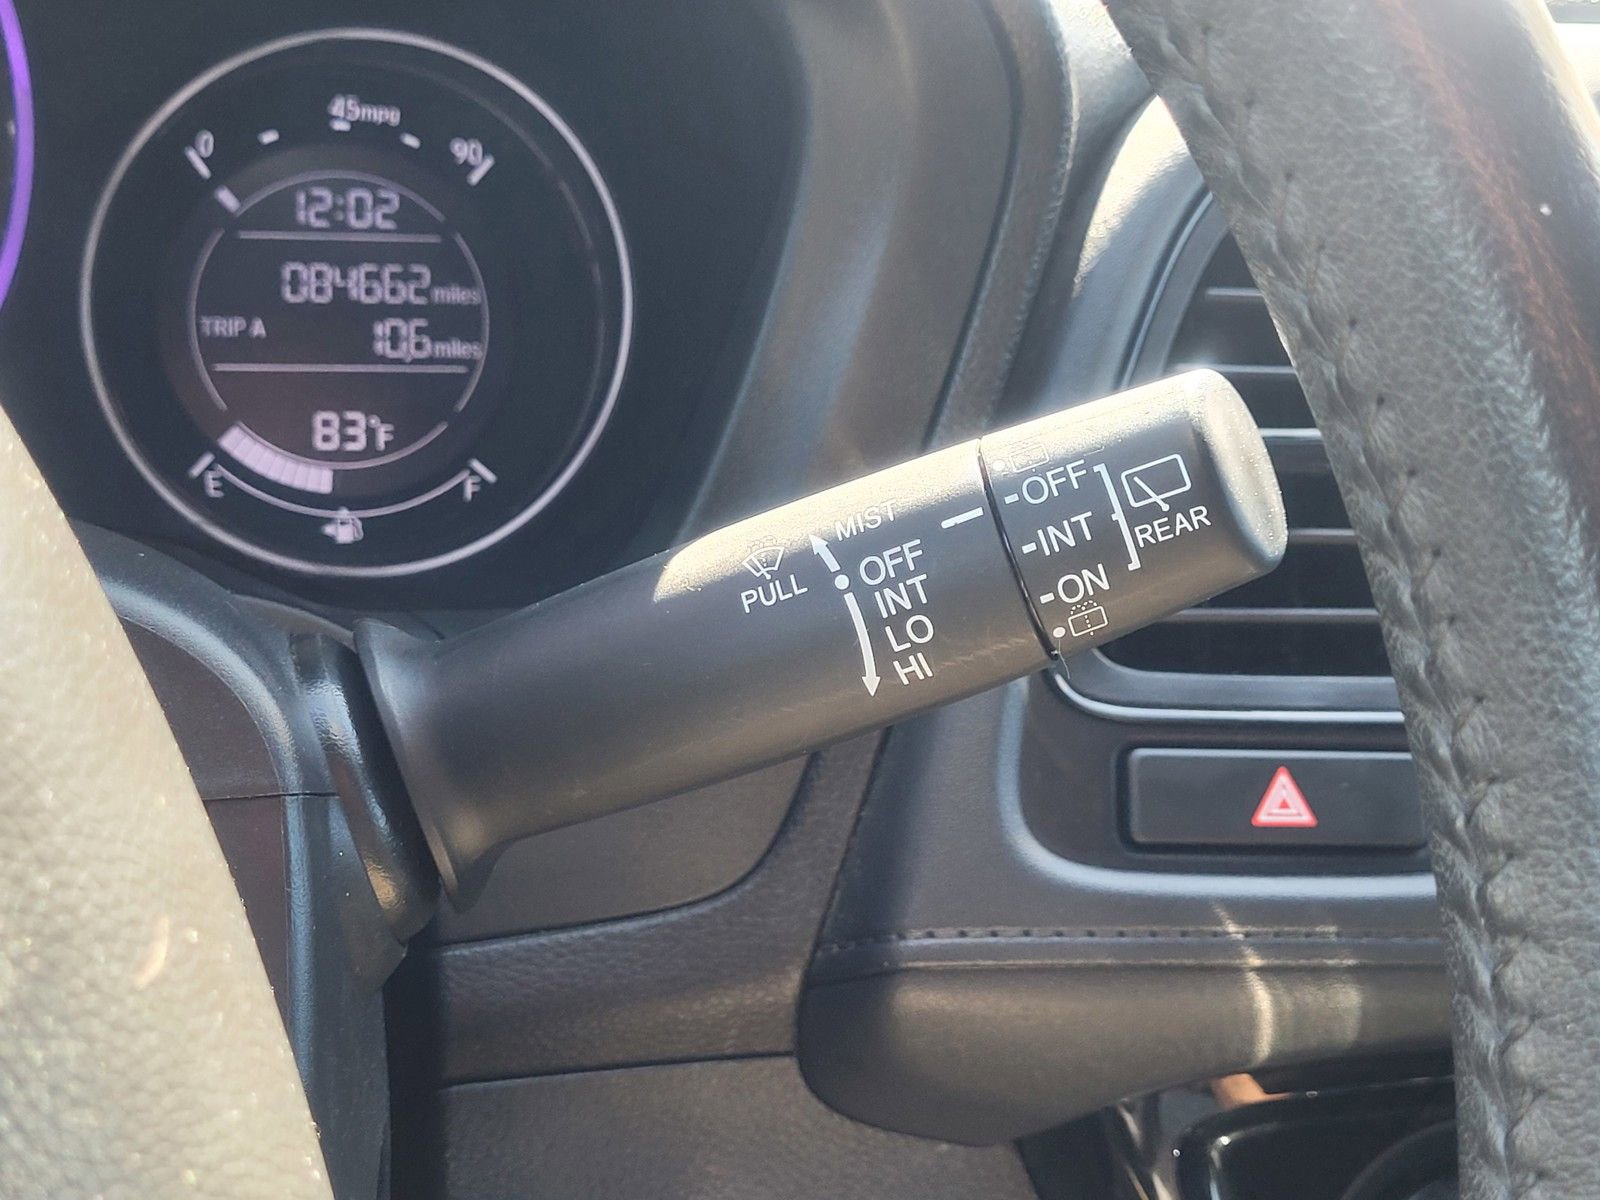 45mpg
0
90
12:02
084662 miles
TRIP A
10.6 miles
83°F
E
F
PULL
MIST
OFF
INT
LO
HI
OFF
INT
ON
REAR